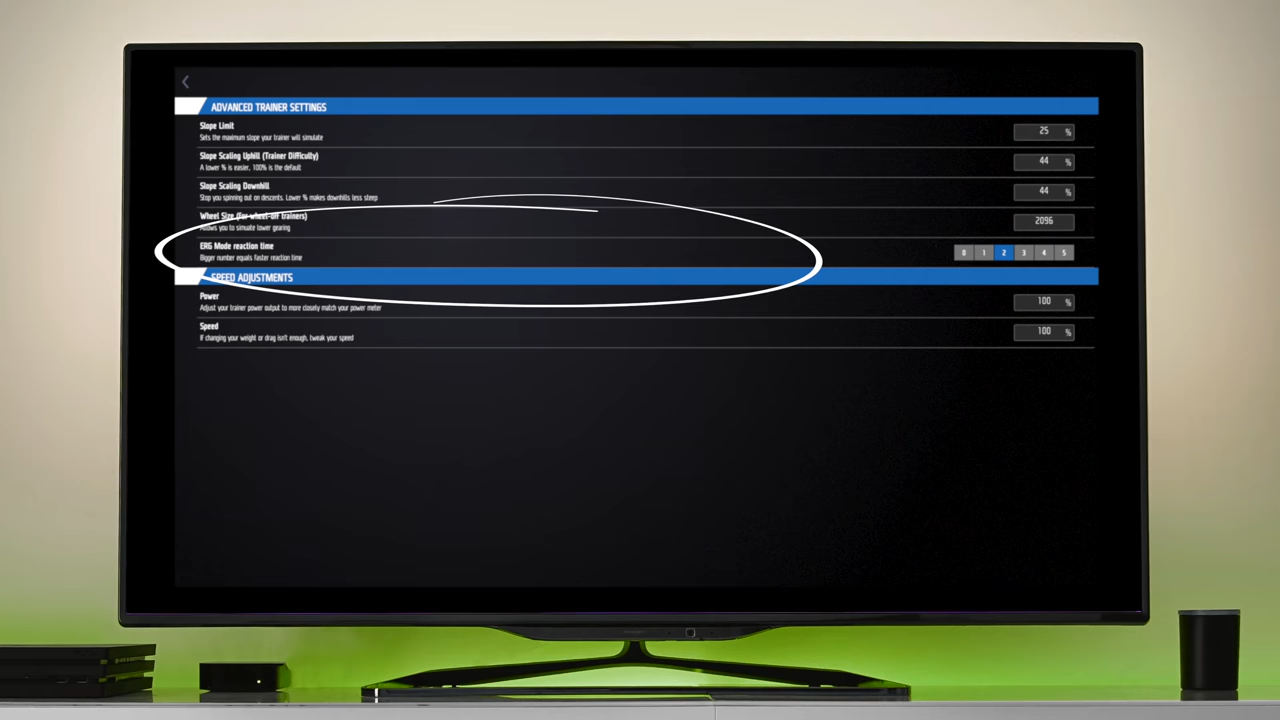 ADVANCED TRAINER SETTINGS
Slope Limit
Sets the maximum slope your trainer will simulate
25 %
Slope Scaling Uphill (Trainer Difficulty)
A lower % is easier, 100% is the default
44 %
Slope Scaling Downhill
Stop you spinning out on descents. Lower % makes downhills less steep
44 %
Wheel Size (for wheel-off trainers)
Allows you to simuate lower gearing
2096
ERG Mode reaction time
Bigger number equals faster reaction time
0 1 2 3 4 5
SPEED ADJUSTMENTS
Power
Adjust your trainer power output to more closely match your power meter
100 %
Speed
If changing your weight or drag isn't enough, tweak your speed
100 %